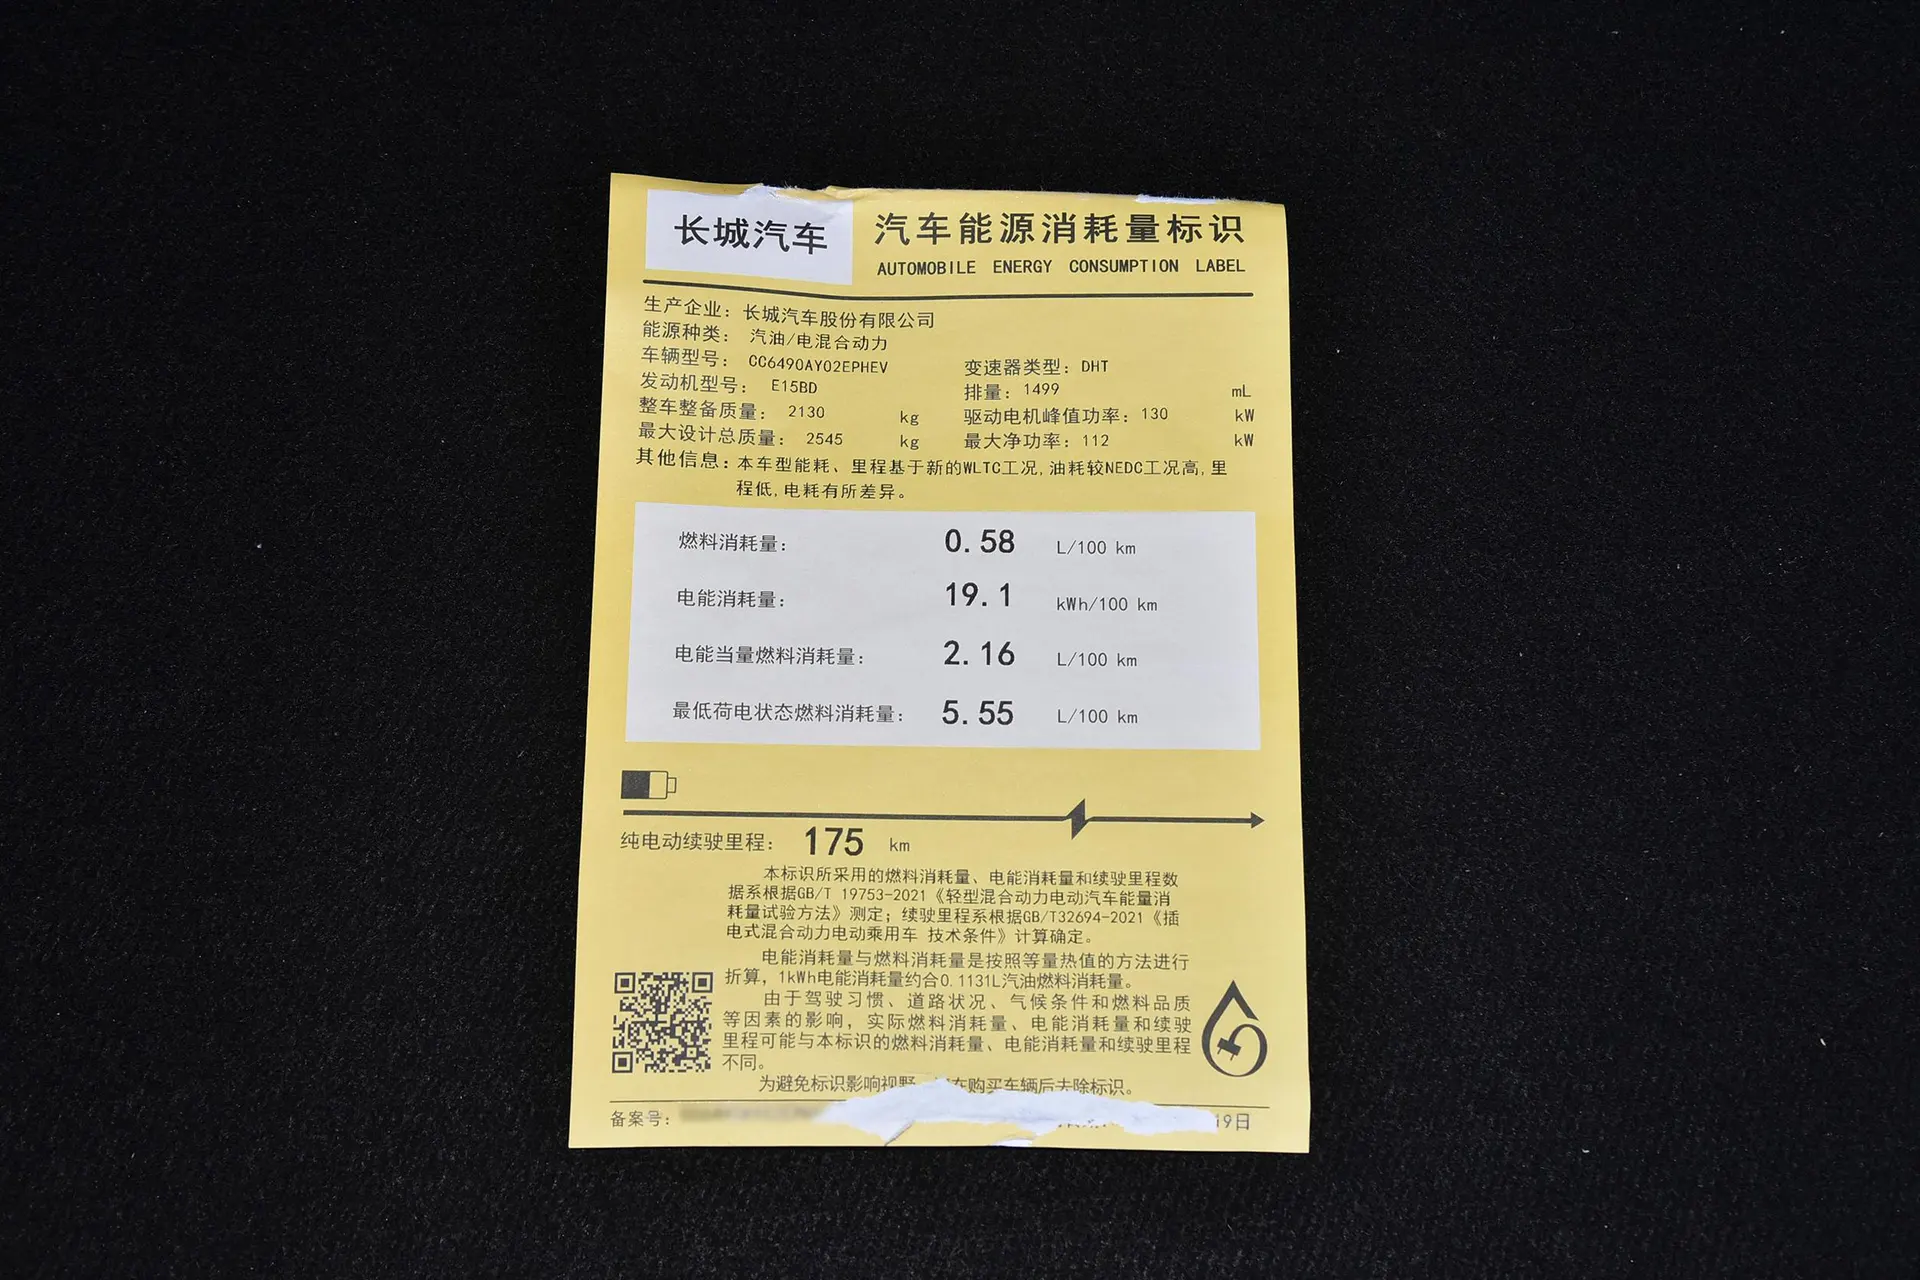 长城汽车
汽车能源消耗量标识
AUTOMOBILE ENERGY CONSUMPTION LABEL
生产企业: 长城汽车股份有限公司
能源种类: 汽油/电混合动力
车辆型号: CC6490AY02EPHEV 变速器类型: DHT
发动机型号: E15BD 排量: 1499 mL
整车整备质量: 2130 kg 驱动电机峰值功率: 130 kW
最大设计总质量: 2545 kg 最大净功率: 112 kW
其他信息: 本车型能耗、里程基于新的WLTC工况,油耗较NEDC工况高,里
程低,电耗有所差异。
燃料消耗量: 0.58 L/100 km
电能消耗量: 19.1 kWh/100 km
电能当量燃料消耗量: 2.16 L/100 km
最低荷电状态燃料消耗量: 5.55 L/100 km
纯电动续驶里程: 175 km
本标识所采用的燃料消耗量、电能消耗量和续驶里程数
据系根据GB/T 19753-2021《轻型混合动力电动汽车能量消
耗量试验方法》测定; 续驶里程系根据GB/T32694-2021《插
电式混合动力电动乘用车 技术条件》计算确定。
电能消耗量与燃料消耗量是按照等量热值的方法进行
折算, 1kWh电能消耗量约合0.1131L汽油燃料消耗量。
由于驾驶习惯、道路状况、气候条件和燃料品质
等因素的影响, 实际燃料消耗量、电能消耗量和续驶
里程可能与本标识的燃料消耗量、电能消耗量和续驶里程
不同。
为避免标识影响视野 在购买车辆后去除标识。
备案号: 19日